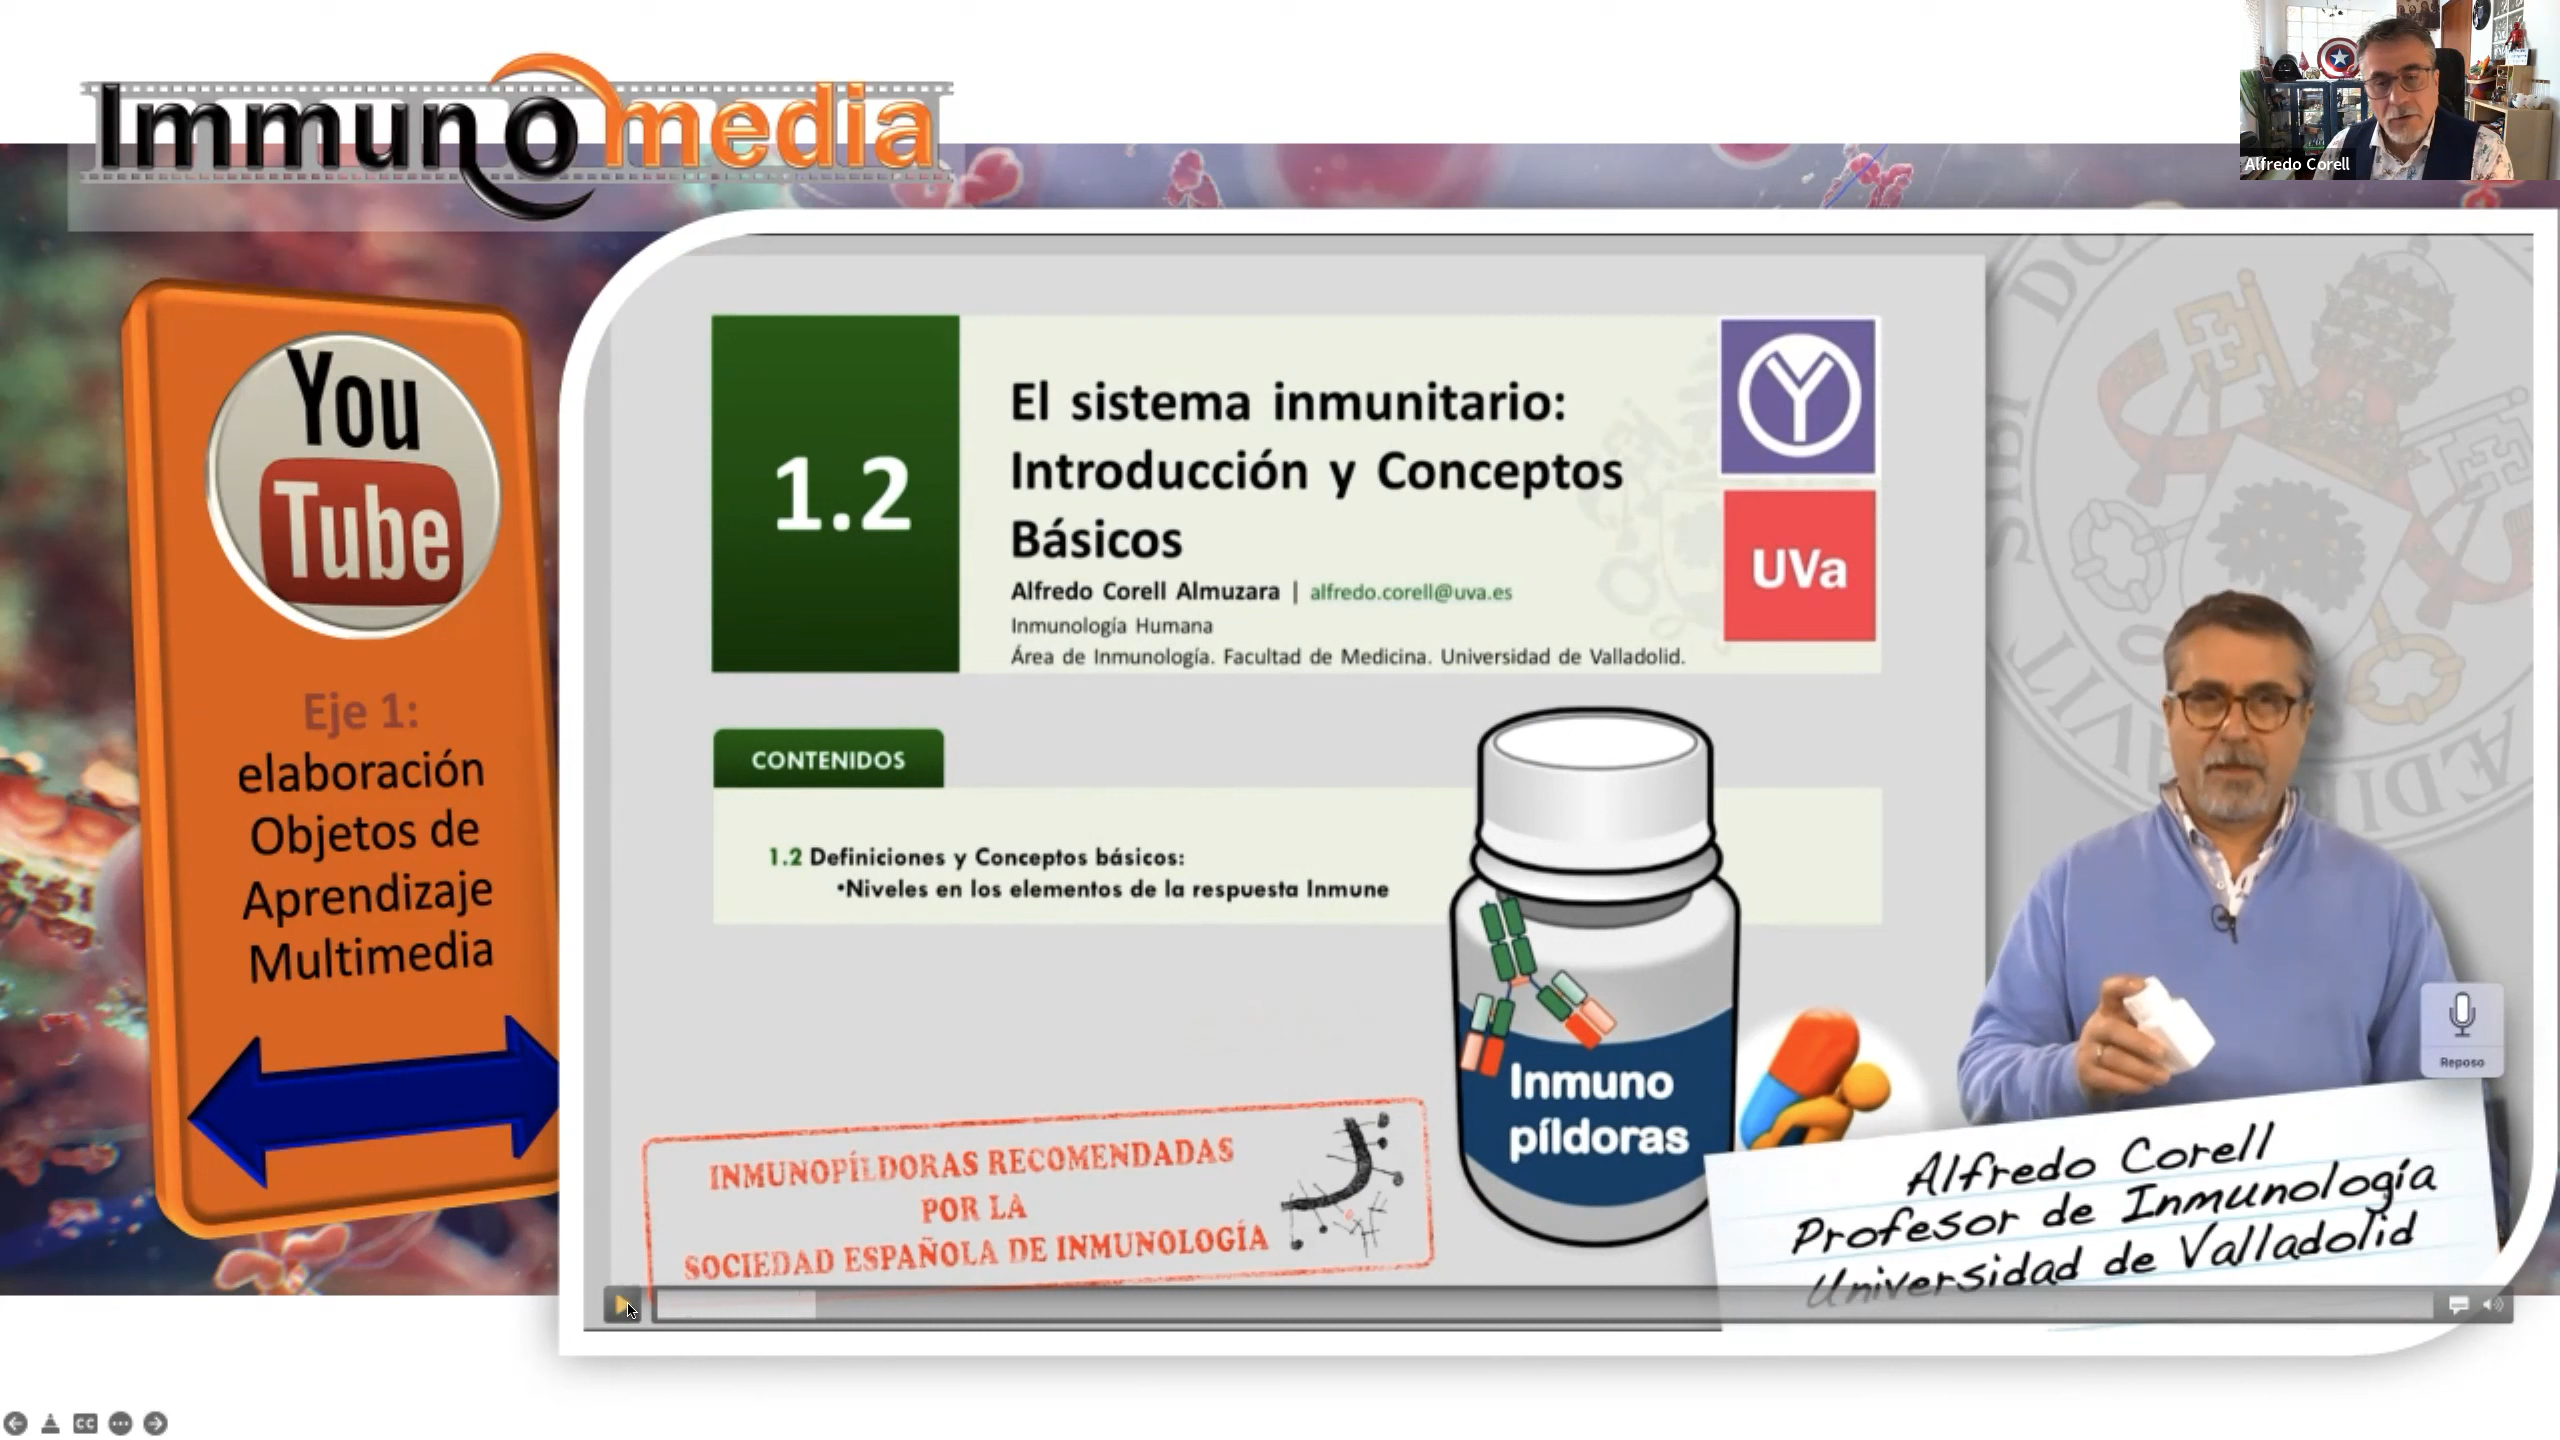 Immunomedia
Alfredo Corell
You
Tube
Eje 1:
elaboración
Objetos de
Aprendizaje
Multimedia
1.2
El sistema inmunitario:
Introducción y Conceptos
Básicos
Alfredo Corell Almuzara | alfredo.corell@uva.es
Inmunología Humana
Área de Inmunología. Facultad de Medicina. Universidad de Valladolid.
Y
UVa
CONTENIDOS
1.2 Definiciones y Conceptos básicos:
•Niveles en los elementos de la respuesta Inmune
Inmuno
píldoras
INMUNOPÍLDORAS RECOMENDADAS
POR LA
SOCIEDAD ESPAÑOLA DE INMUNOLOGÍA
Reposo
Alfredo Corell
Profesor de Inmunología
Universidad de Valladolid
CC